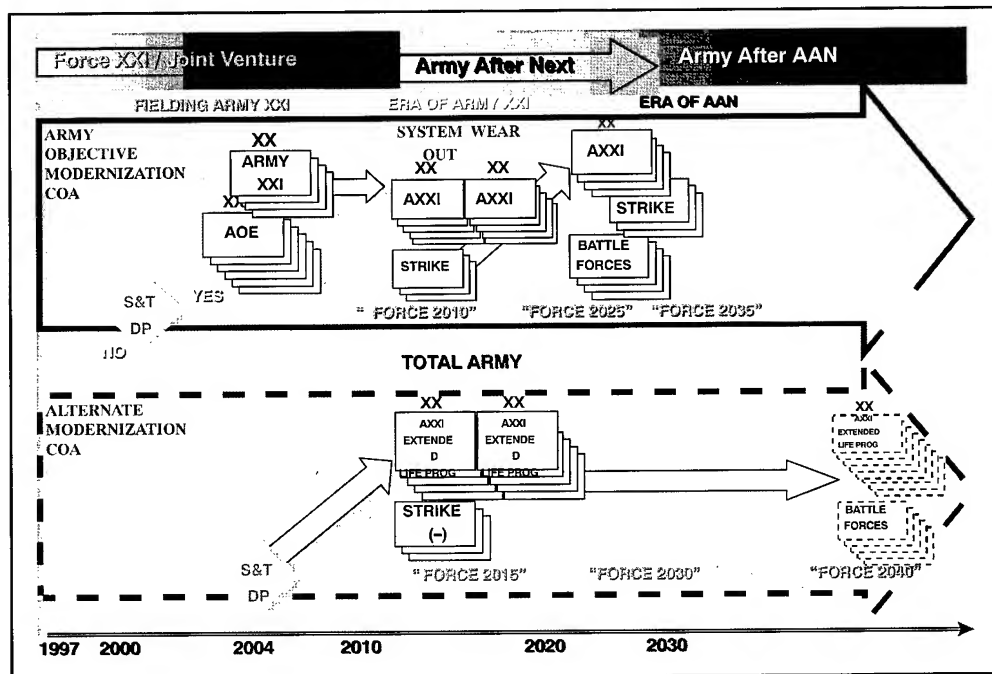 Force XXI / Joint Venture
Army After Next
Army After AAN
FIELDING ARMY XXI
ERA OF ARMY XXI
ERA OF AAN
ARMY
OBJECTIVE
MODERNIZATION
COA
XX
ARMY
XXI
AOE
YES
S&T
DP
NO
SYSTEM WEAR
OUT
XX
XX
AXXI
AXXI
STRIKE
XX
AXXI
STRIKE
BATTLE
FORCES
“ FORCE 2010”
“FORCE 2025”
“FORCE 2035”
TOTAL ARMY
ALTERNATE
MODERNIZATION
COA
S&T
DP
XX
XX
AXXI
EXTENDE
D
LIFE PROG
AXXI
EXTENDE
D
LIFE PROG
STRIKE
(–)
XX
AXXI
EXTENDED
LIFE PROG
BATTLE
FORCES
“ FORCE 2015”
“FORCE 2030”
“FORCE 2040”
1997
2000
2004
2010
2020
2030